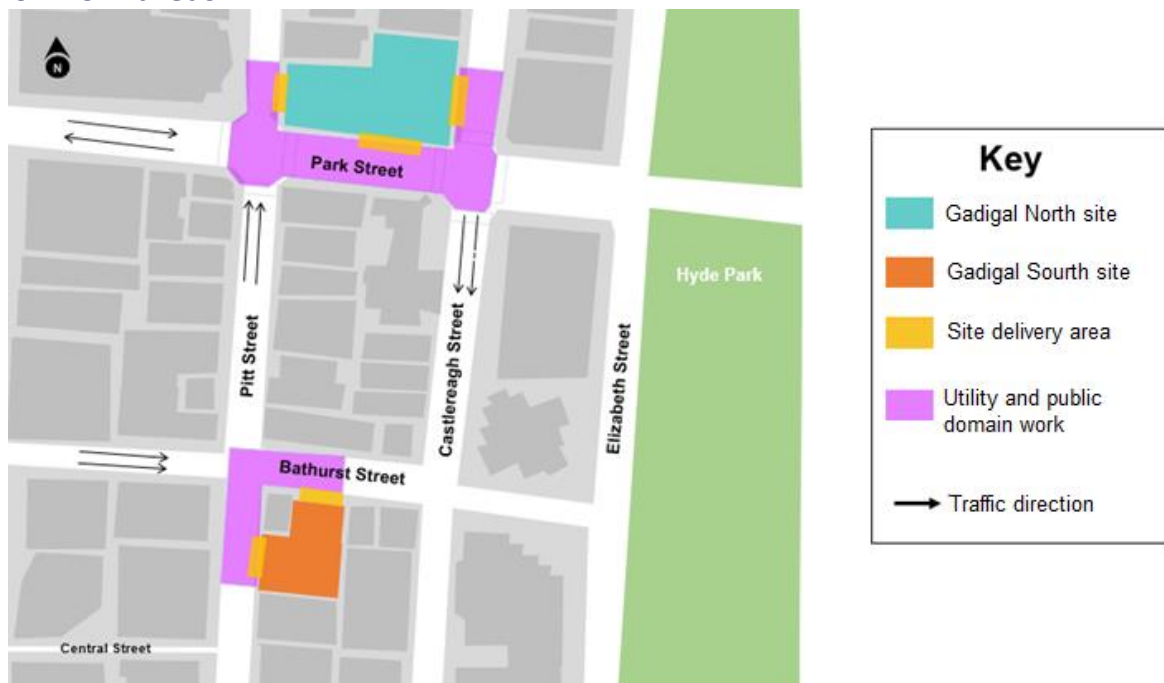 N
Park Street
Hyde Park
Pitt Street
Castlereagh Street
Elizabeth Street
Bathurst Street
Central Street
Key
Gadigal North site
Gadigal Sourth site
Site delivery area
Utility and public
domain work
Traffic direction